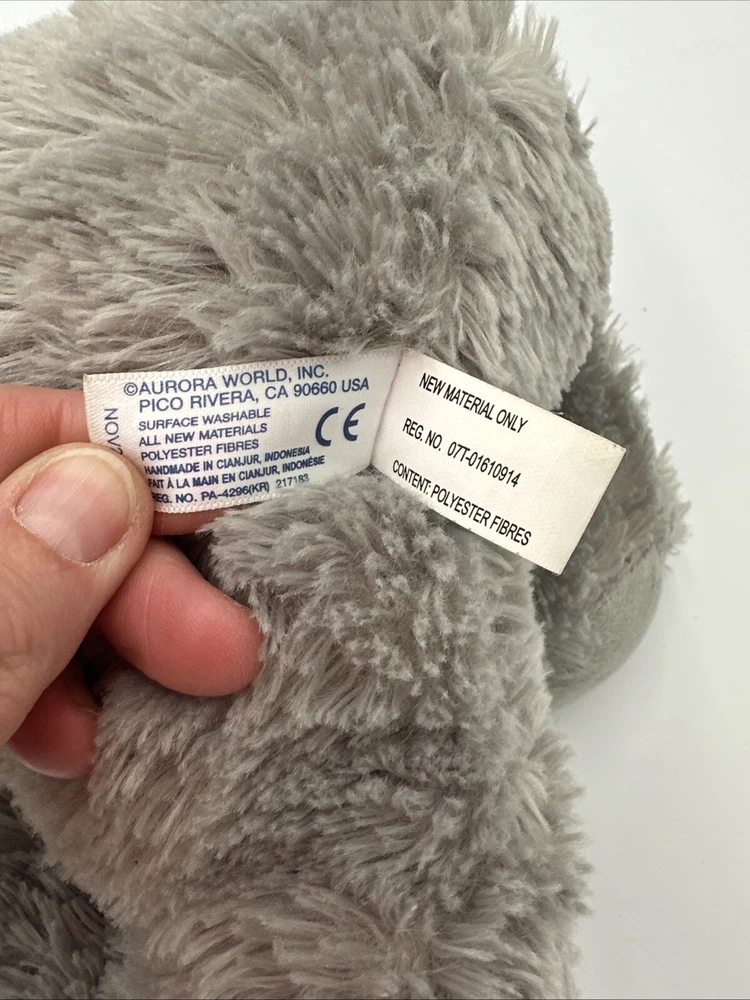 ©AURORA WORLD, INC.
PICO RIVERA, CA 90660 USA
SURFACE WASHABLE
ALL NEW MATERIALS
POLYESTER FIBRES
HANDMADE IN CIANJUR, INDONESIA
FAIT À LA MAIN EN CIANJUR, INDONÉSIE
REG. NO. PA-4296(KR) 217183
CE
NOV
NEW MATERIAL ONLY
REG. NO. 07T-01610914
CONTENT: POLYESTER FIBRES